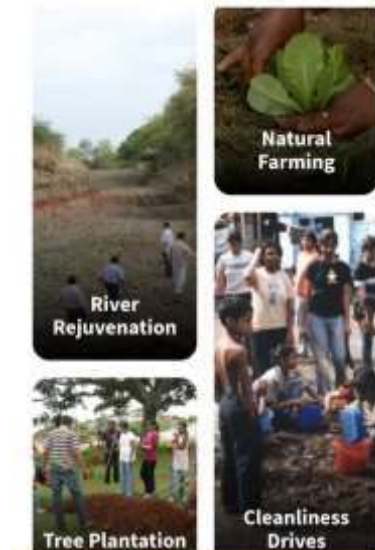 Natural
Farming
River
Rejuvenation
Tree Plantation
Cleanliness
Drives